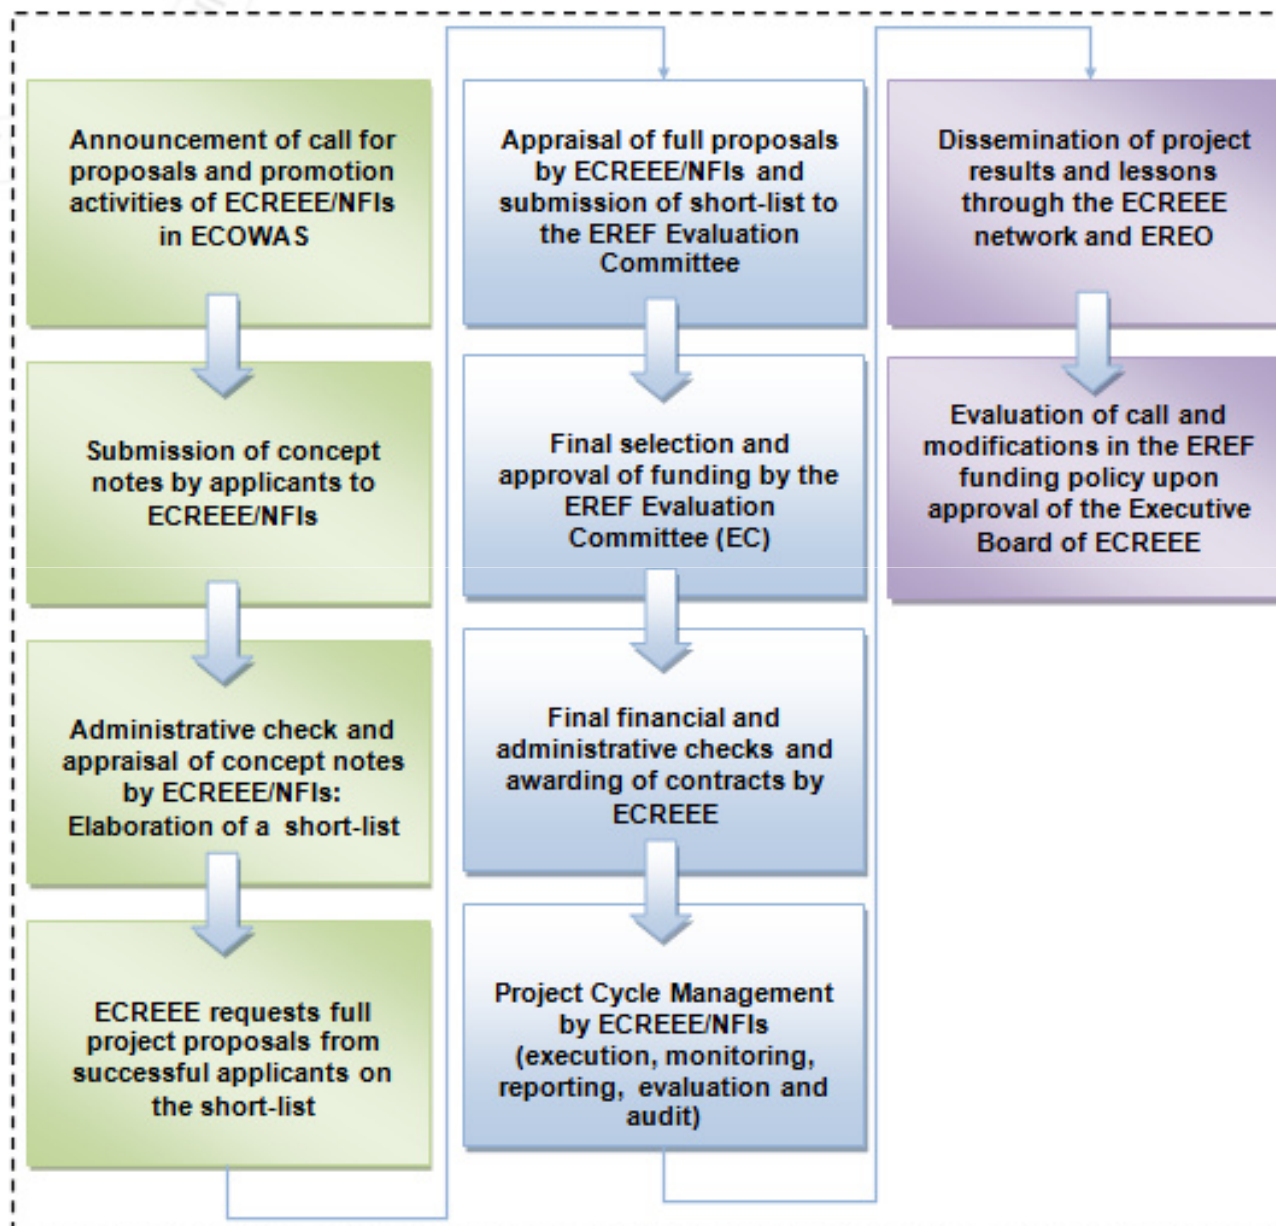 Announcement of call for
proposals and promotion
activities of ECREEE/NFIs
in ECOWAS
Submission of concept
notes by applicants to
ECREEE/NFIs
Administrative check and
appraisal of concept notes
by ECREEE/NFIs:
Elaboration of a short-list
ECREEE requests full
project proposals from
successful applicants on
the short-list
Appraisal of full proposals
by ECREEE/NFIs and
submission of short-list to
the EREF Evaluation
Committee
Final selection and
approval of funding by the
EREF Evaluation
Committee (EC)
Final financial and
administrative checks and
awarding of contracts by
ECREEE
Project Cycle Management
by ECREEE/NFIs
(execution, monitoring,
reporting, evaluation and
audit)
Dissemination of project
results and lessons
through the ECREEE
network and EREO
Evaluation of call and
modifications in the EREF
funding policy upon
approval of the Executive
Board of ECREEE